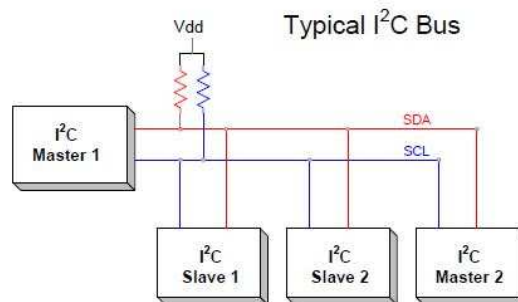 Typical I²C Bus
Vdd
I²C
Master 1
SDA
SCL
I²C
Slave 1
I²C
Slave 2
I²C
Master 2